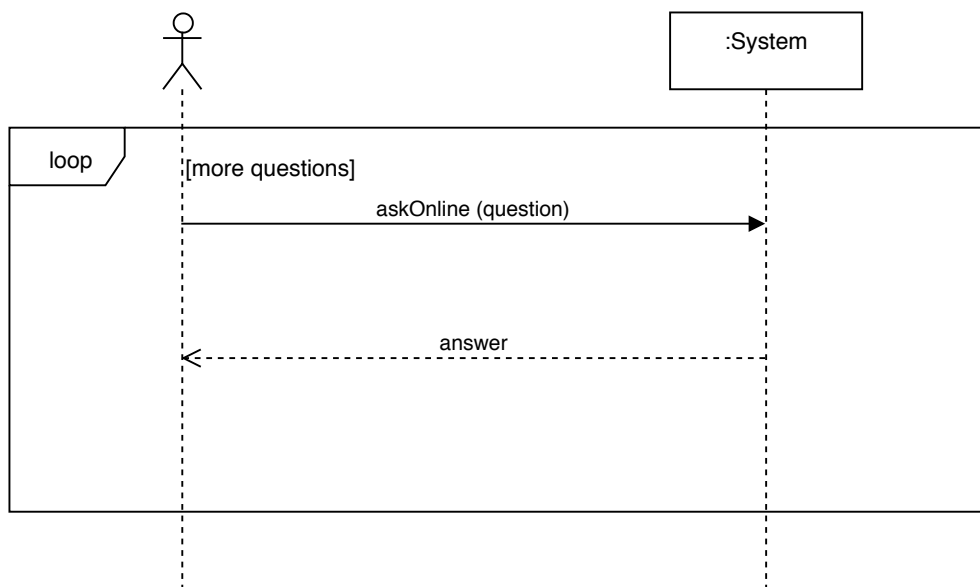 :System
loop
[more questions]
askOnline (question)
answer